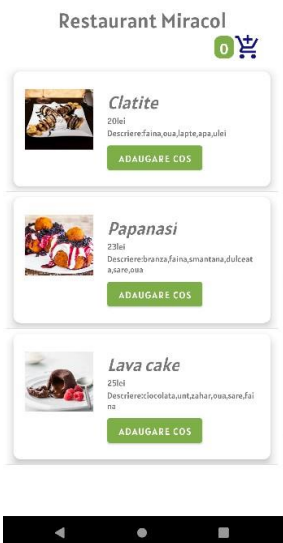 Restaurant Miracol
0
Clatite
20lei
Descriere:faina,oua,lapte,apa,ulei
ADAUGARE COS
Papanasi
23lei
Descriere:branza,faina,smantana,dulceat
a,sare,oua
ADAUGARE COS
Lava cake
25lei
Descriere:ciocolata,unt,zahar,oua,sare,fai
na
ADAUGARE COS